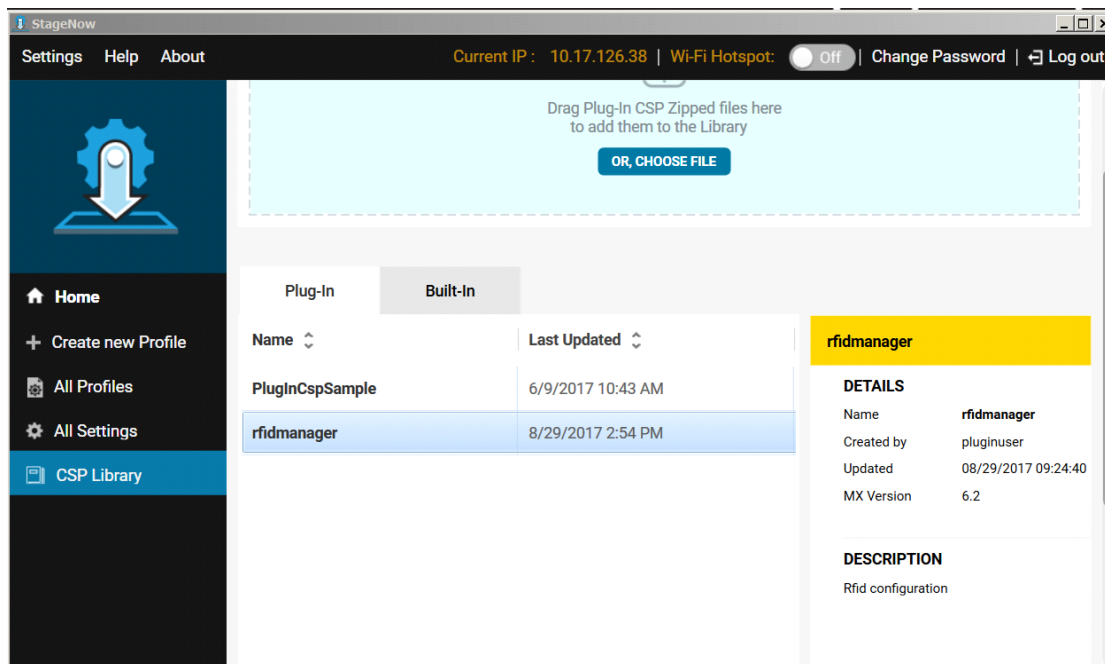 StageNow
Settings Help About Current IP : 10.17.126.38 | Wi-Fi Hotspot: Off | Change Password | Log out
Drag Plug-In CSP Zipped files here
to add them to the Library
OR, CHOOSE FILE
Home
Create new Profile
All Profiles
All Settings
CSP Library
Plug-In Built-In
Name Last Updated
PlugInCspSample 6/9/2017 10:43 AM
rfidmanager 8/29/2017 2:54 PM
rfidmanager
DETAILS
Name rfidmanager
Created by pluginuser
Updated 08/29/2017 09:24:40
MX Version 6.2
DESCRIPTION
Rfid configuration